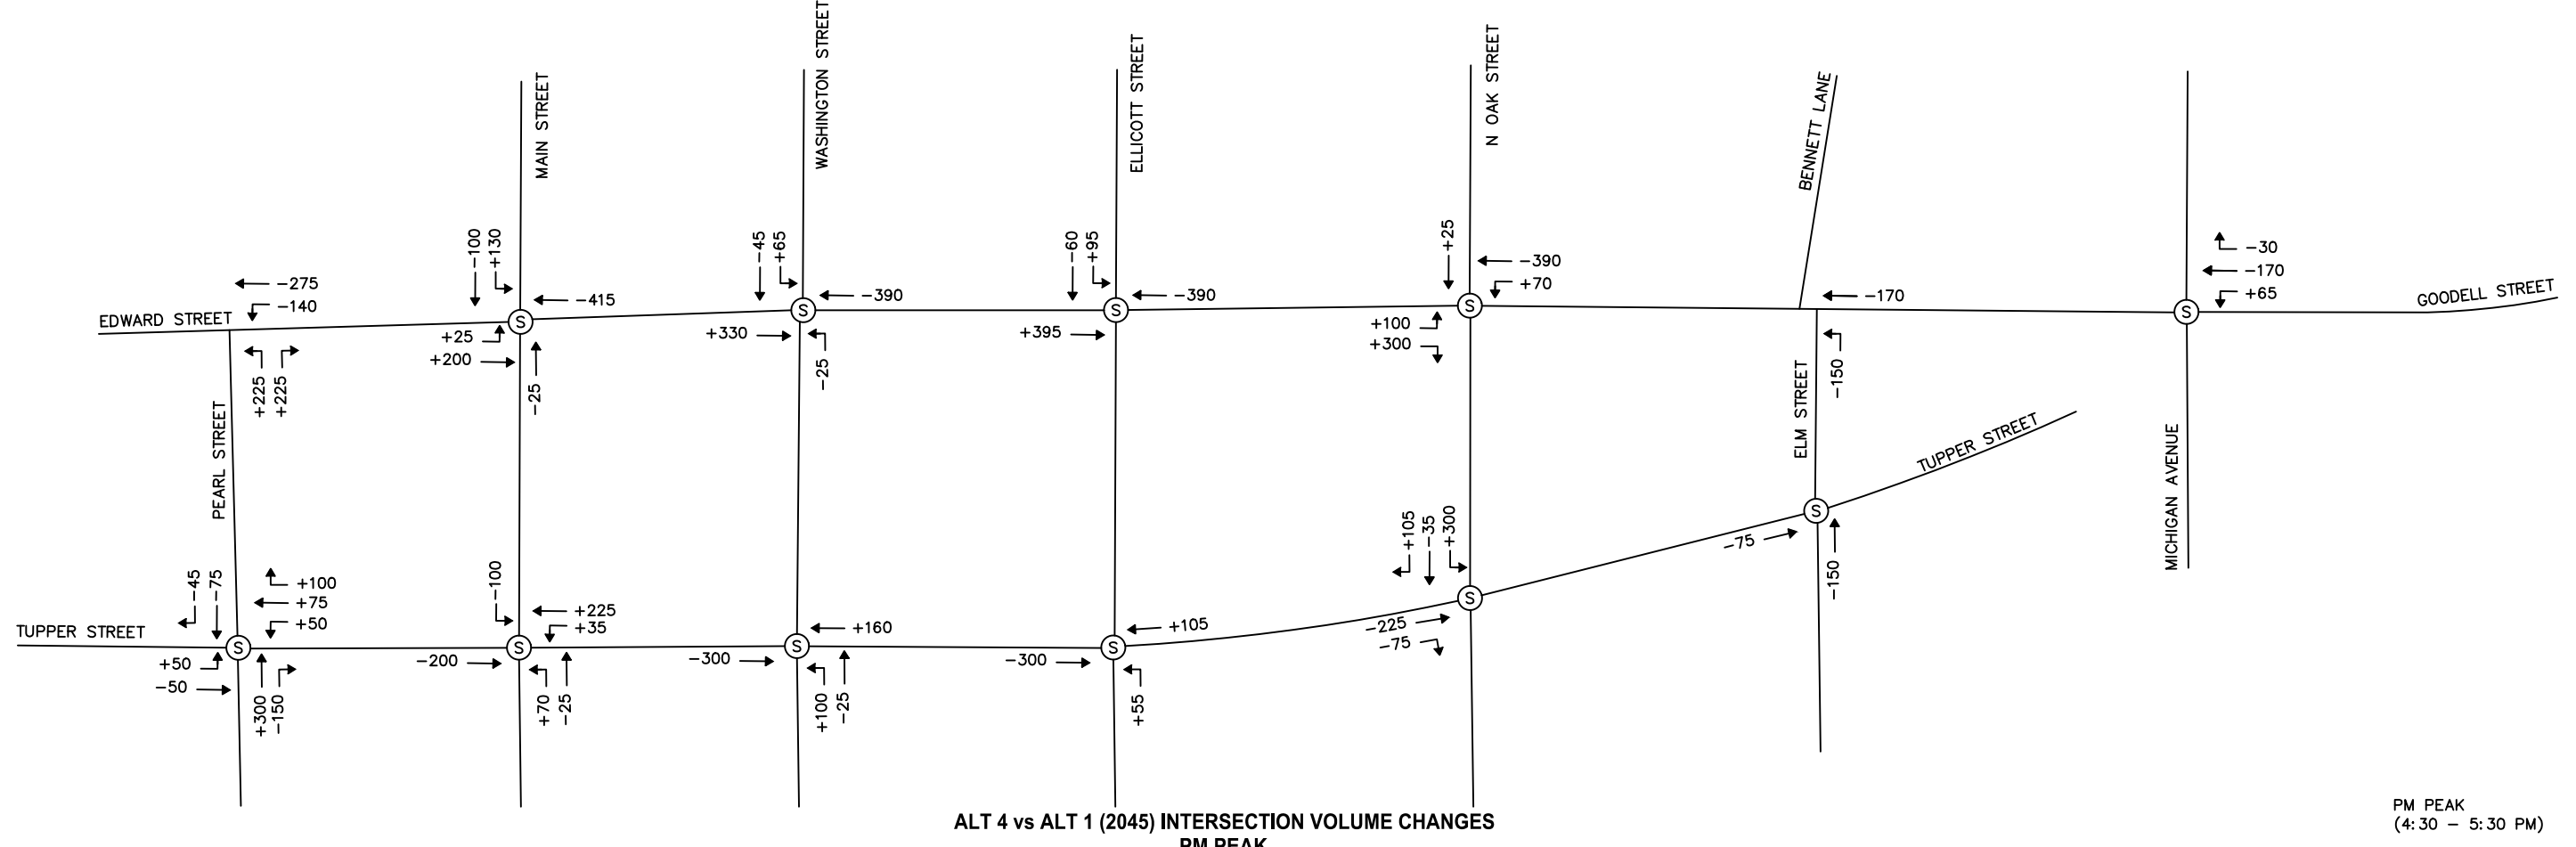 WASHINGTON STREET
MAIN STREET
ELLICOTT STREET
N OAK STREET
BENNETT LANE
-100
+130
-45
+65
-60
+95
+25
-275
-140
-415
-390
-390
-390
+70
-170
-30
-170
+65
EDWARD STREET
GOODELL STREET
+25
+200
+330
+395
+100
+300
+225
+225
-25
-25
-150
PEARL STREET
ELM STREET
TUPPER STREET
MICHIGAN AVENUE
S
S
S
S
S
-45
-75
+100
+75
+50
-100
+225
+35
+160
+105
+105
-35
+300
-75
-150
TUPPER STREET
S
S
S
S
S
S
+50
-50
-200
-300
-300
-225
-75
+300
-150
+70
-25
+100
-25
+55
ALT 4 vs ALT 1 (2045) INTERSECTION VOLUME CHANGES
PM PEAK
PM PEAK
(4:30 - 5:30 PM)